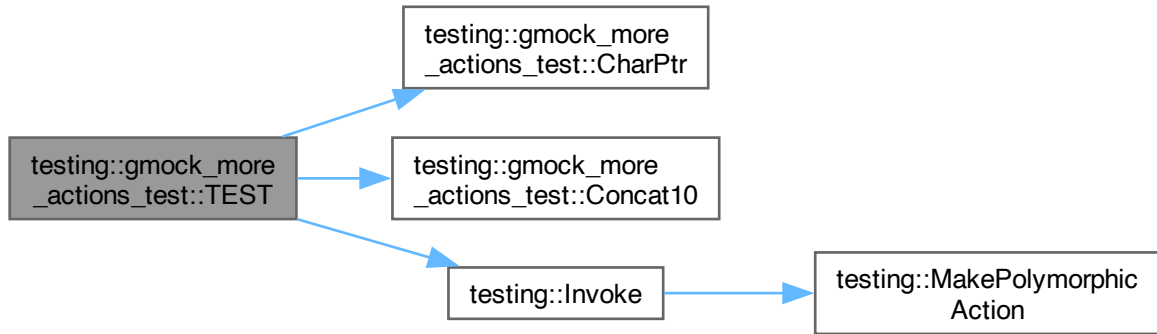 testing::gmock_more
_actions_test::CharPtr
testing::gmock_more
_actions_test::TEST
testing::gmock_more
_actions_test::Concat10
testing::Invoke
testing::MakePolymorphic
Action